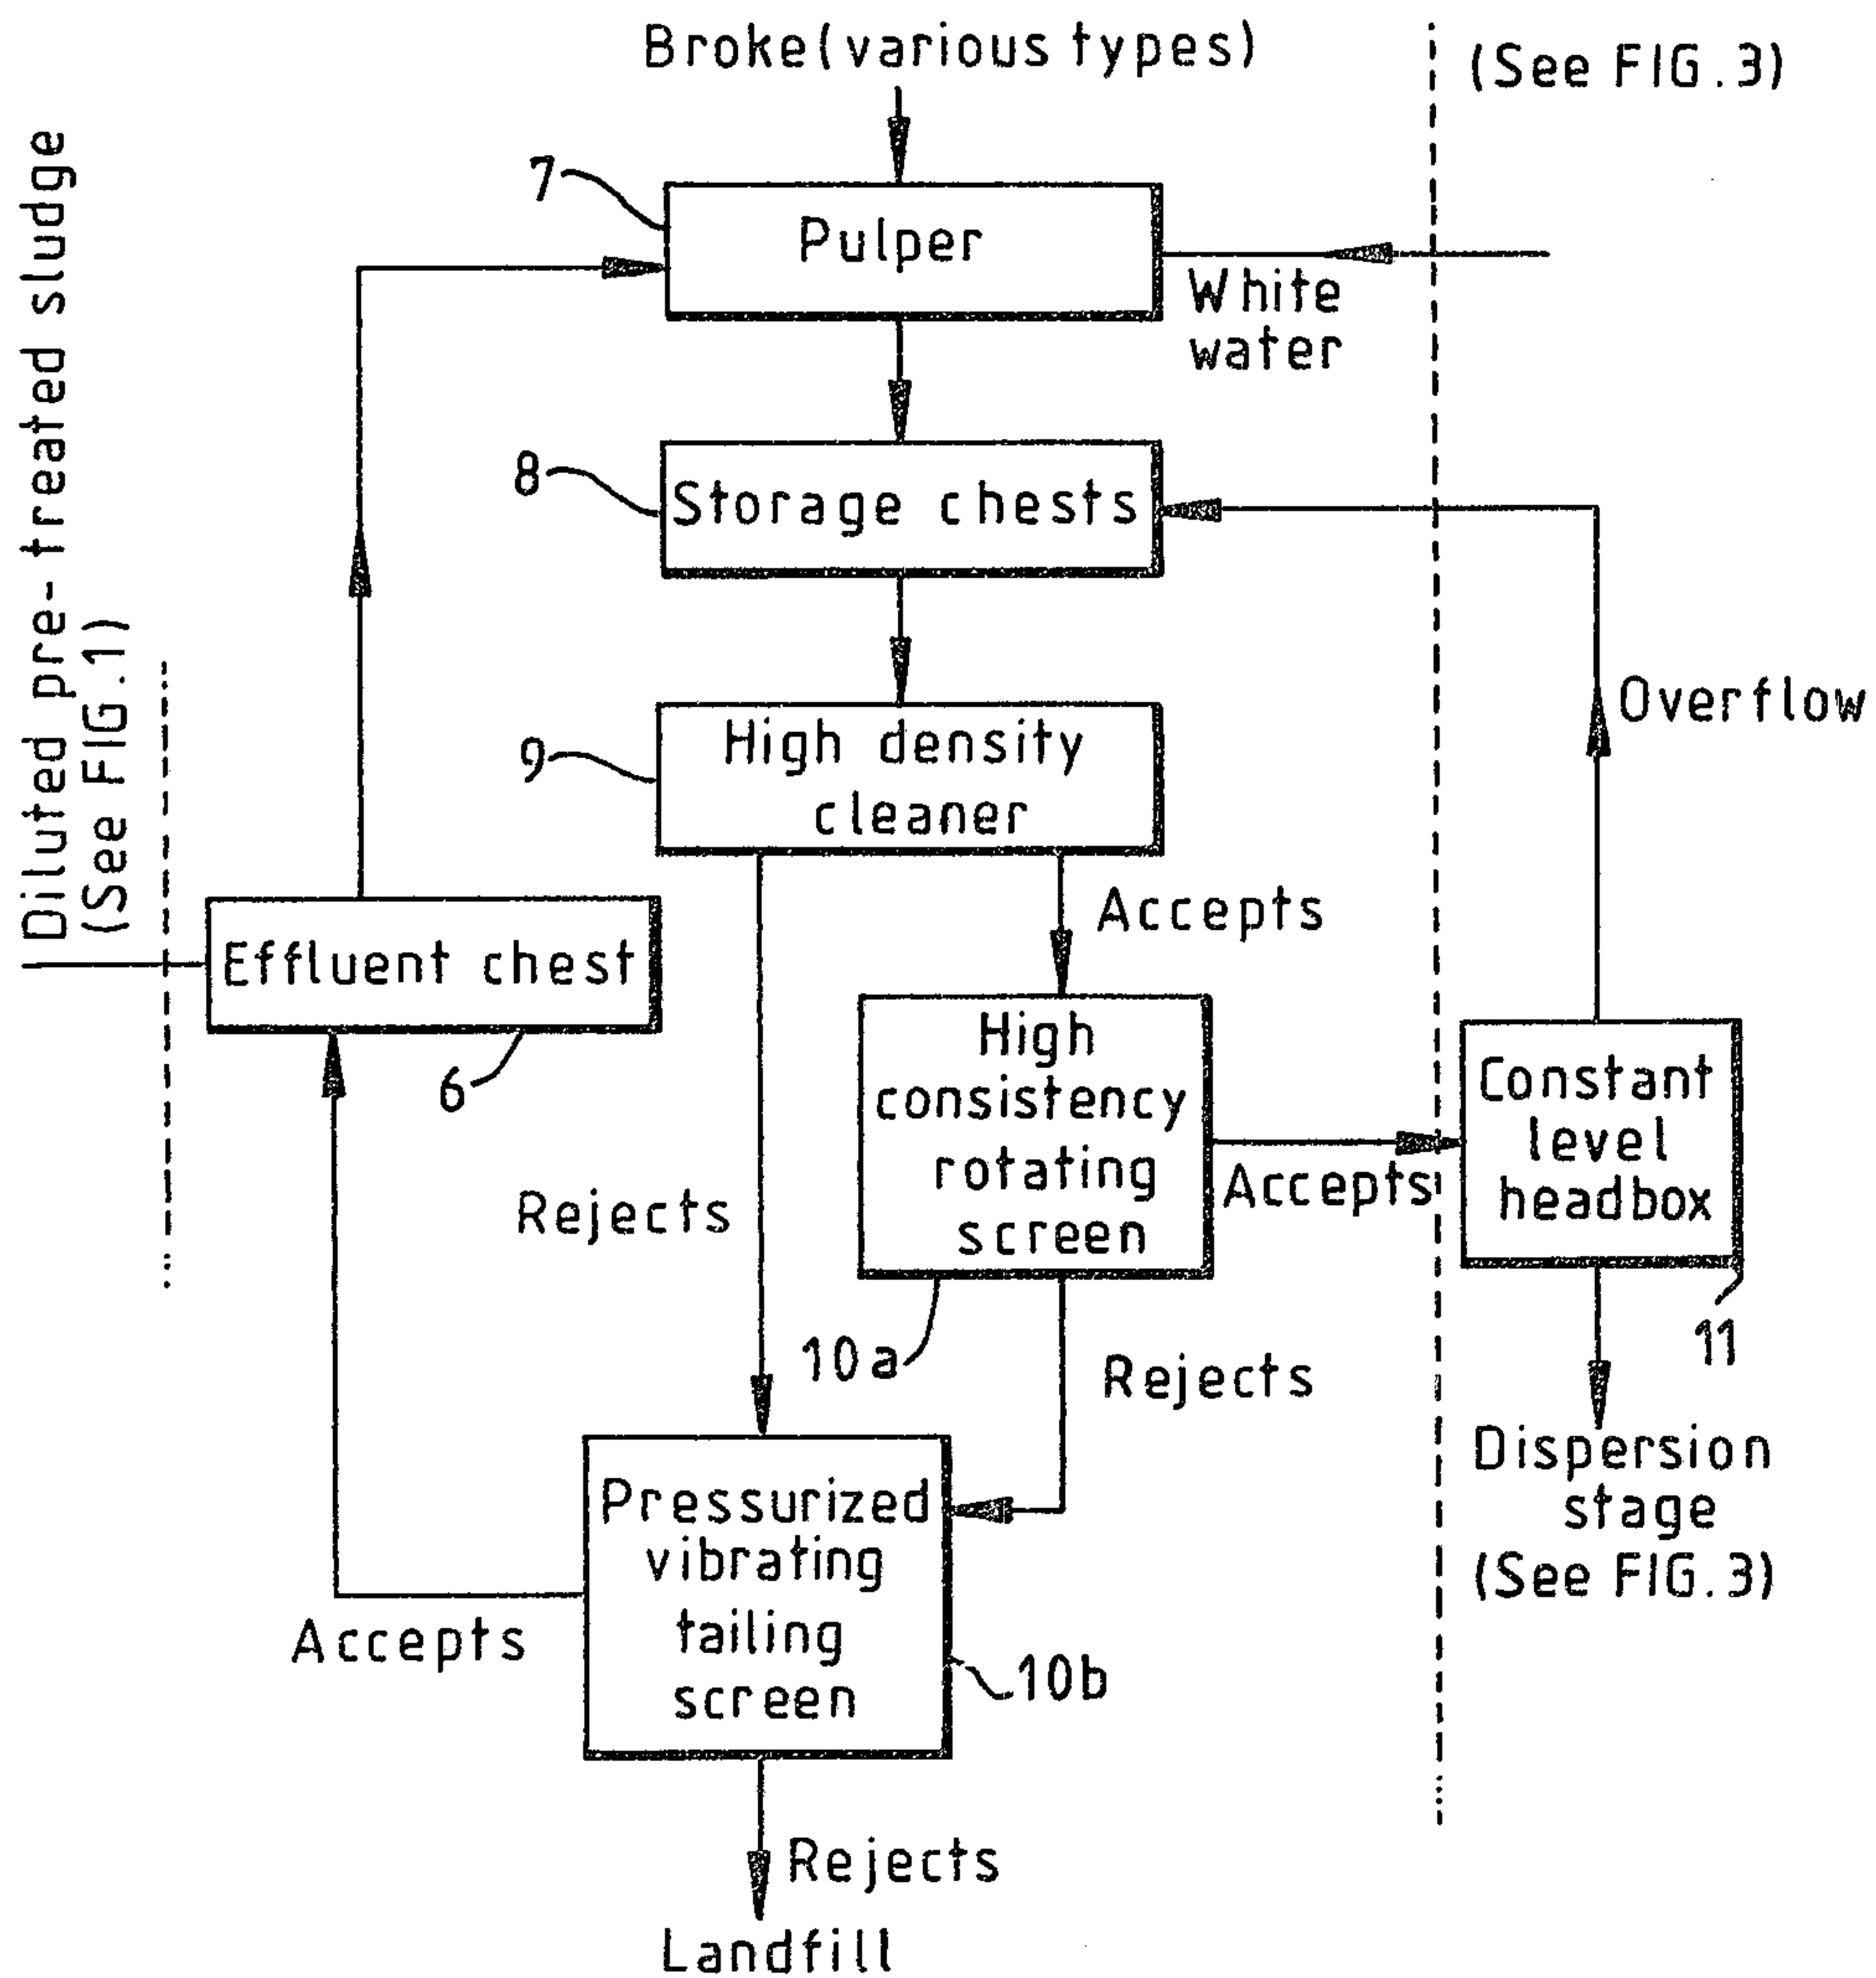 Broke(various types)
(See FIG.3)
Diluted pre-treated sludge
(See FIG.1)
7
Pulper
White
water
8
Storage chests
Overflow
9
High density
cleaner
Accepts
Effluent chest
6
High
consistency
rotating
screen
10a
Accepts
Constant
level
headbox
11
Rejects
Rejects
Dispersion
stage
(See FIG.3)
Pressurized
vibrating
tailing
screen
10b
Accepts
Rejects
Landfill